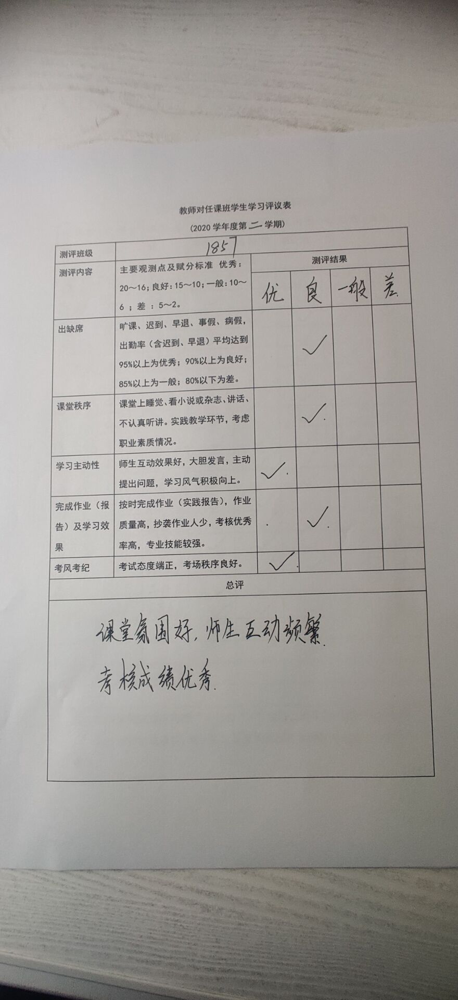 教师对任课班学生学习评议表
(2020 学年度第 二 学期)
测评班级
1857
测评内容
主要观测点及赋分标准 优秀:
20～16;良好:15～10;一般:10～
6 ;差 :5～2。
测评结果
优 良 一般 差
出缺席
旷课、迟到、早退、事假、病假,
出勤率(含迟到、早退)平均达到
95%以上为优秀;90%以上为良好;
85%以上为一般;80%以下为差。
课堂秩序
课堂上睡觉、看小说或杂志、讲话、
不认真听讲。实践教学环节,考虑
职业素质情况。
学习主动性
师生互动效果好,大胆发言,主动
提出问题,学习风气积极向上。
完成作业(报
告)及学习效
果
按时完成作业(实践报告),作业
质量高,抄袭作业人少,考核优秀
率高,专业技能较强。
考风考纪
考试态度端正,考场秩序良好。
总评
课堂氛围好,师生互动频繁.
考核成绩优秀.